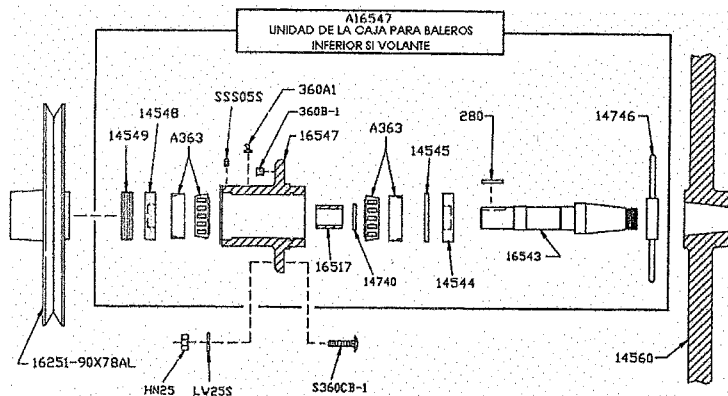 A16547
UNIDAD DE LA CAJA PARA BALEROS
INFERIOR SI VOLANTE
SSS05S
360A1
14548
360B-1
280
14746
14549
A363
16547
A363
14545
16517
14740
14544
16543
16251-90X78AL
HN25
LW25S
S360CB-1
14560